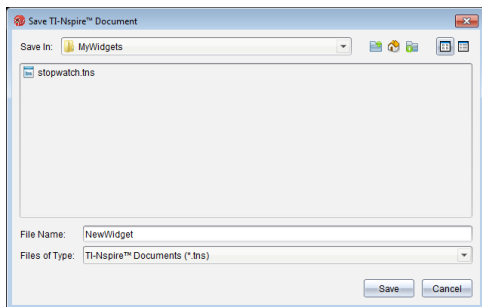 Save TI-Nspire™ Document
Save In: MyWidgets
stopwatch.tns
File Name: NewWidget
Files of Type: TI-Nspire™ Documents (*.tns)
Save Cancel